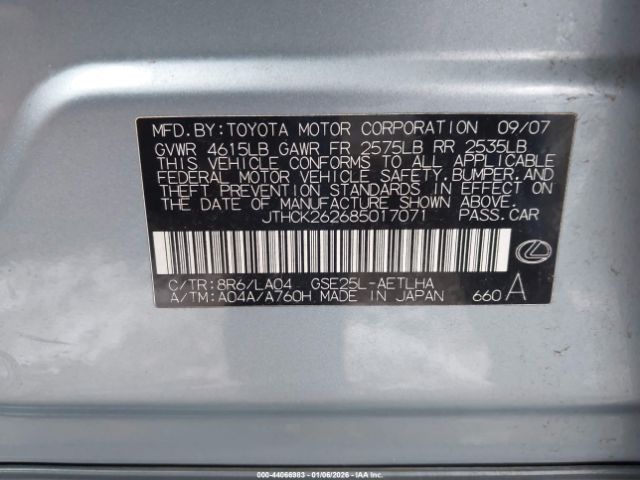 MFD.BY:TOYOTA MOTOR CORPORATION 09/07
GVWR 4615LB GAWR FR 2575LB RR 2535LB
THIS VEHICLE CONFORMS TO ALL APPLICABLE
FEDERAL MOTOR VEHICLE SAFETY,BUMPER,AND
THEFT PREVENTION STANDARDS IN EFFECT ON
THE DATE OF MANUFACTURE SHOWN ABOVE.
JTHCK262685017071 PASS.CAR
C/TR:8R6/LA04 GSE25L-AETLHA
A/TM:A04A/A760H MADE IN JAPAN 660 A
000-44066983 - 01/06/2026 - IAA Inc.